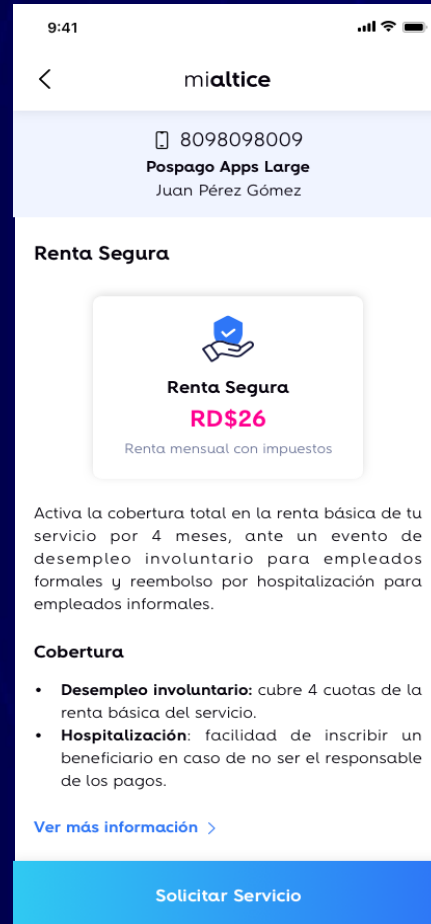 9:41
mialtice
8098098009
Pospago Apps Large
Juan Pérez Gómez
Renta Segura
Renta Segura
RD$26
Renta mensual con impuestos
Activa la cobertura total en la renta básica de tu
servicio por 4 meses, ante un evento de
desempleo involuntario para empleados
formales y reembolso por hospitalización para
empleados informales.
Cobertura
• Desempleo involuntario: cubre 4 cuotas de la
renta básica del servicio.
• Hospitalización: facilidad de inscribir un
beneficiario en caso de no ser el responsable
de los pagos.
Ver más información >
Solicitar Servicio